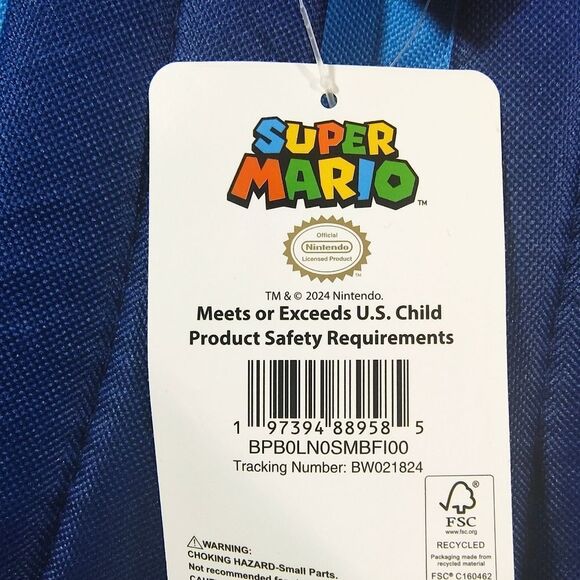 SUPER
MARIO™
Official
Nintendo
Licensed Product
™
TM & © 2024 Nintendo.
Meets or Exceeds U.S. Child
Product Safety Requirements
1 97394 88958 5
BPB0LN0SMBFI00
Tracking Number: BW021824
FSC
www.fsc.org
RECYCLED
Packaging made from
recycled material
FSC® C160462
⚠WARNING:
CHOKING HAZARD-Small Parts.
Not recommended fo